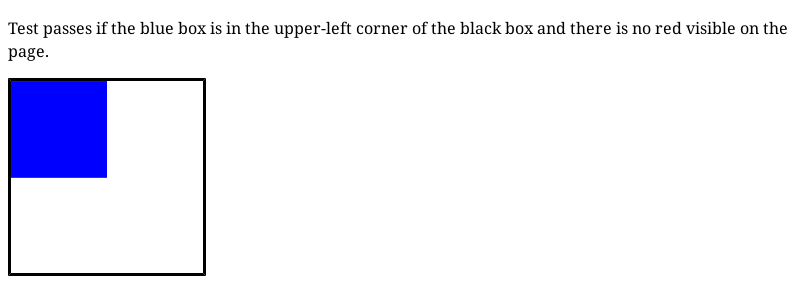 Test passes if the blue box is in the upper-left corner of the black box and there is no red visible on the
page.